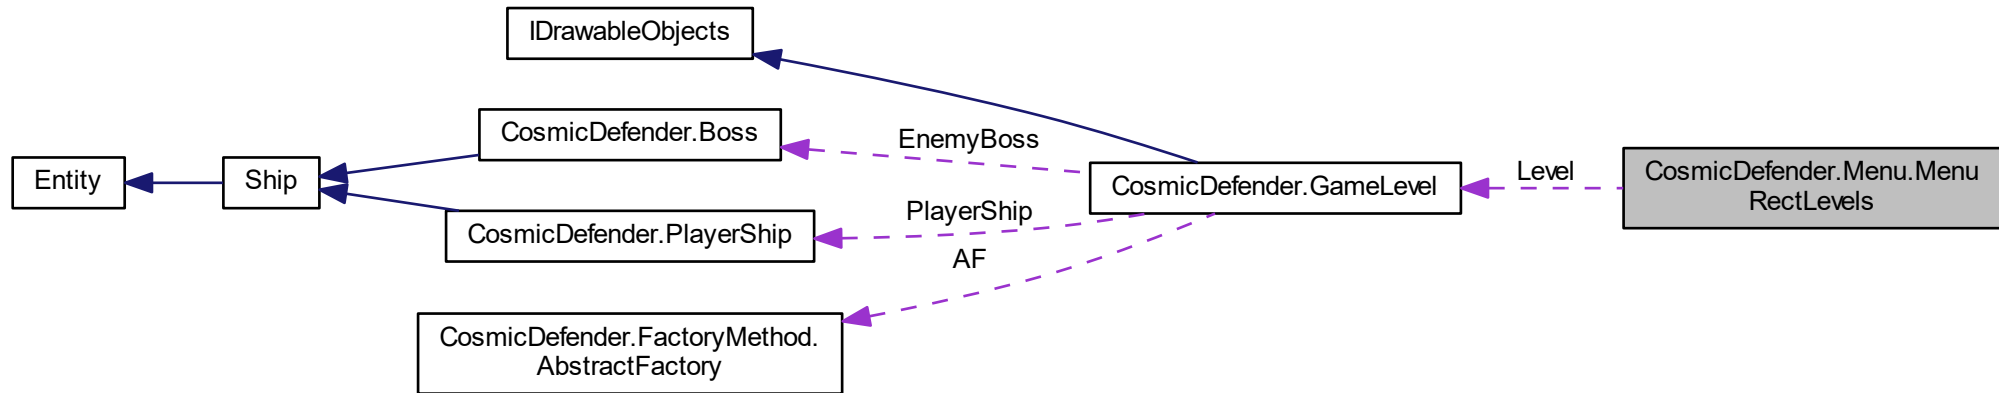 IDrawableObjects
CosmicDefender.Boss
EnemyBoss
Entity
Ship
CosmicDefender.GameLevel
Level
CosmicDefender.Menu.Menu
RectLevels
PlayerShip
CosmicDefender.PlayerShip
AF
CosmicDefender.FactoryMethod.
AbstractFactory